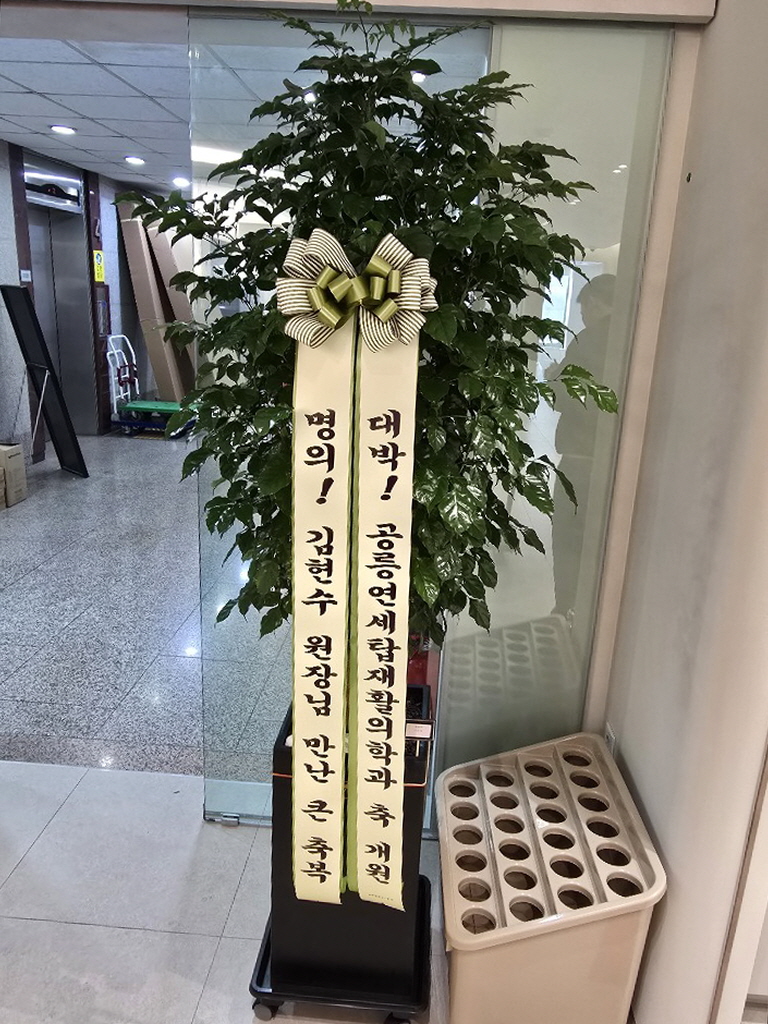 대박! 공릉연세탑재활의학과 축 개원
명의! 김현수 원장님 만난 큰 축복
4